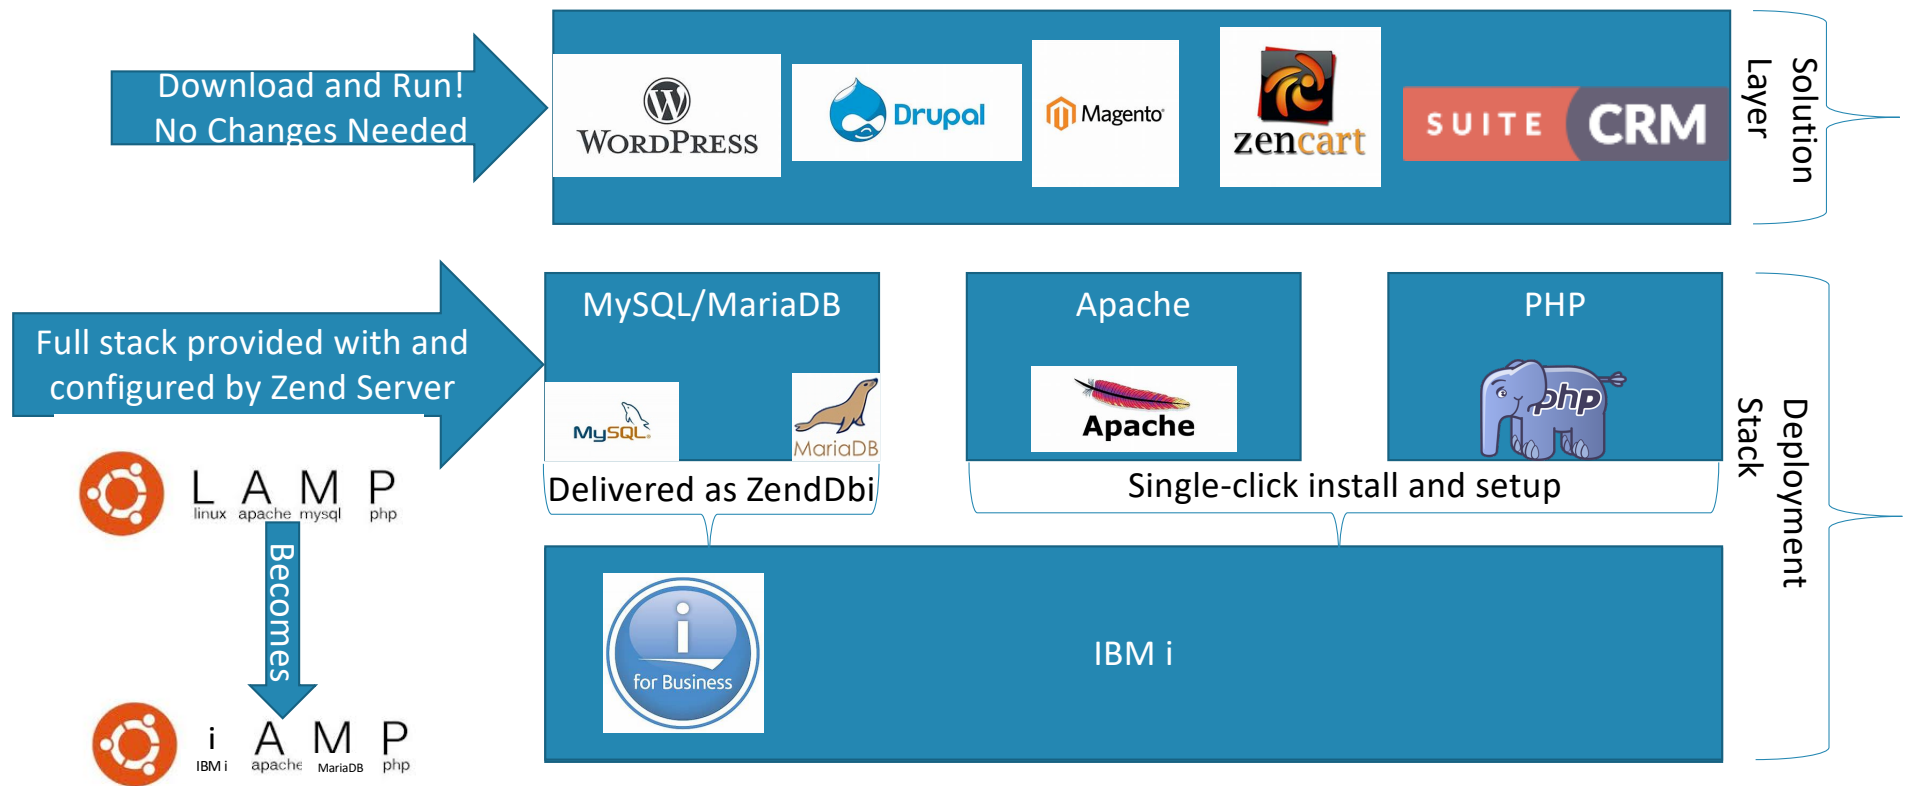 Download and Run!
No Changes Needed
WORDPRESS
Drupal
Magento
zencart
SUITE CRM
Solution
Layer
Full stack provided with and
configured by Zend Server
MySQL/MariaDB
MySQL
MariaDB
Apache
Apache
PHP
php
Delivered as ZendDbi
Single-click install and setup
Deployment
Stack
L A M P
linux apache mysql php
Becomes
i A M P
IBM i apache MariaDB php
i
for Business
IBM i